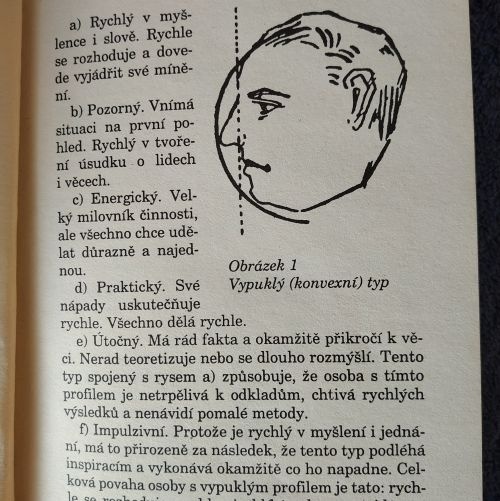 a) Rychlý v myš-
lence i slově. Rychle
se rozhoduje a dove-
de vyjádřit své míně-
ní.
b) Pozorný. Vnímá
situaci na první po-
hled. Rychlý v tvoře-
ní úsudku o lidech
i věcech.
c) Energický. Vel-
ký milovník činnosti,
ale všechno chce udě-
lat důrazně a najed-
nou.
d) Praktický. Své
nápady uskutečňuje
rychle. Všechno dělá rychle.
Obrázek 1
Vypuklý (konvexní) typ
e) Útočný. Má rád fakta a okamžitě přikročí k vě-
ci. Nerad teoretizuje nebo se dlouho rozmýšlí. Tento
typ spojený s rysem a) způsobuje, že osoba s tímto
profilem je netrpělivá k odkladům, chtivá rychlých
výsledků a nenávidí pomalé metody.
f) Impulzivní. Protože je rychlý v myšlení i jedná-
ní, má to přirozeně za následek, že tento typ podléhá
inspiracím a vykonává okamžitě co ho napadne. Cel-
ková povaha osoby s vypuklým profilem je tato: rych-
le se